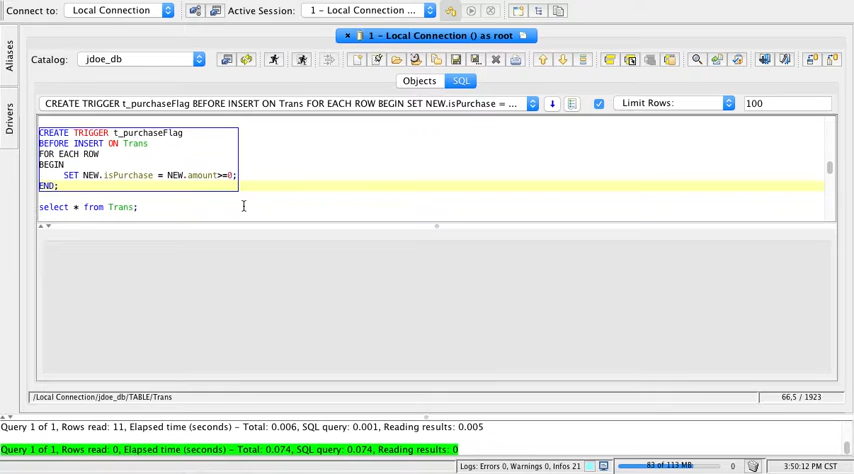 Connect to: Local Connection Active Session: 1 - Local Connection ...
1 - Local Connection () as root
Aliases
Drivers
Catalog: jdoe_db
Objects SQL
CREATE TRIGGER t_purchaseFlag BEFORE INSERT ON Trans FOR EACH ROW BEGIN SET NEW.isPurchase = ... Limit Rows: 100
CREATE TRIGGER t_purchaseFlag
BEFORE INSERT ON Trans
FOR EACH ROW
BEGIN
SET NEW.isPurchase = NEW.amount>=0;
END;
select * from Trans;
/Local Connection/jdoe_db/TABLE/Trans 66,5 / 1923
Query 1 of 1, Rows read: 11, Elapsed time (seconds) - Total: 0.006, SQL query: 0.001, Reading results: 0.005
Query 1 of 1, Rows read: 0, Elapsed time (seconds) - Total: 0.074, SQL query: 0.074, Reading results: 0
Logs: Errors 0, Warnings 0, Infos 21 83 of 113 MB 0 3:50:12 PM CST